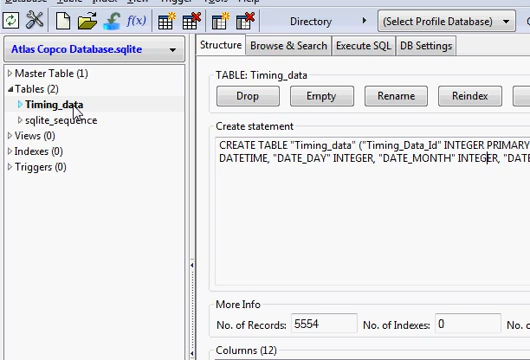 Database Table Index View Trigger Tools Help
f(x) Directory (Select Profile Database)
Atlas Copco Database.sqlite
Structure Browse & Search Execute SQL DB Settings
Master Table (1)
Tables (2)
Timing_data
sqlite_sequence
Views (0)
Indexes (0)
Triggers (0)
TABLE: Timing_data
Drop Empty Rename Reindex
Create statement
CREATE TABLE "Timing_data" ("Timing_Data_Id" INTEGER PRIMARY
DATETIME, "DATE_DAY" INTEGER, "DATE_MONTH" INTEGER, "DATE
More Info
No. of Records: 5554 No. of Indexes: 0 No. o
Columns (12)